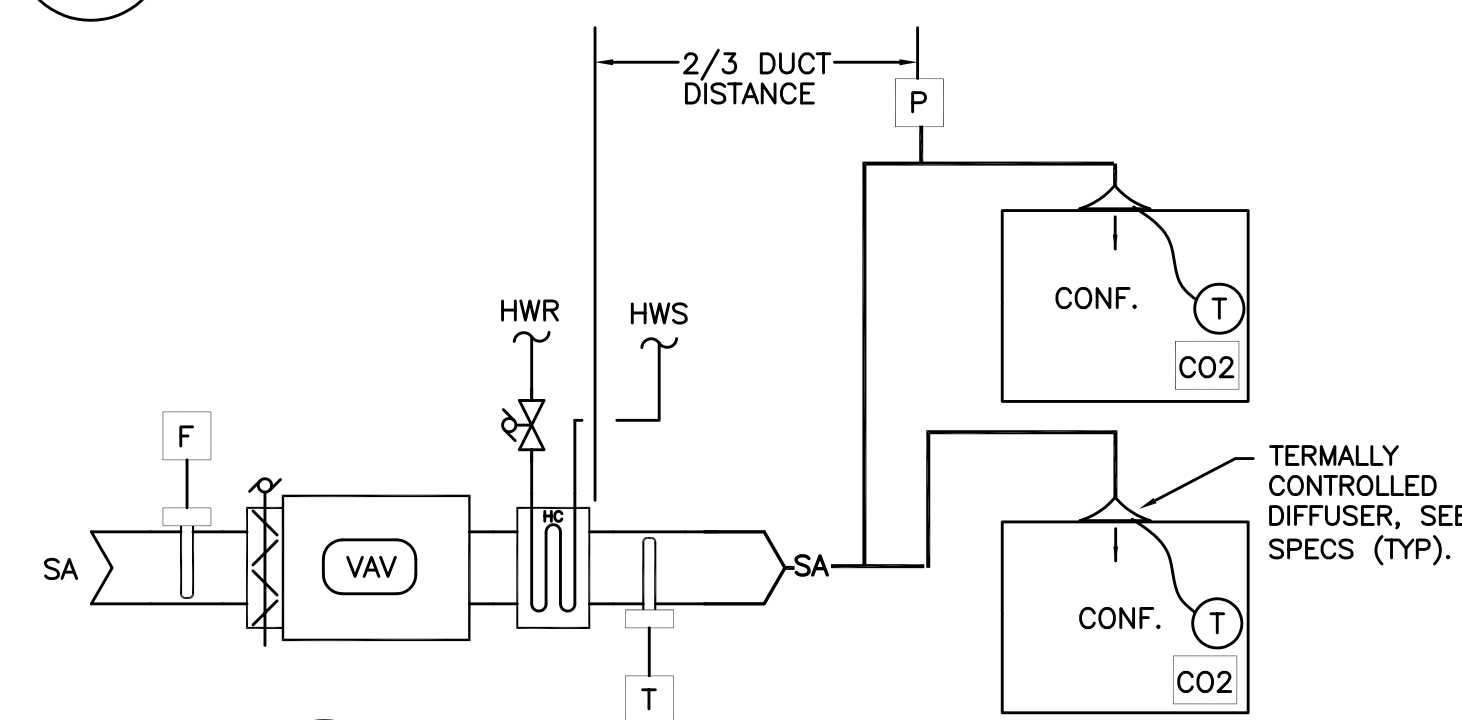 2/3 DUCT
DISTANCE
P
CONF.
T
CO2
HWR
HWS
F
HC
SA
VAV
SA
T
TERMALLY
CONTROLLED
DIFFUSER, SEE
SPECS (TYP).
CONF.
T
CO2